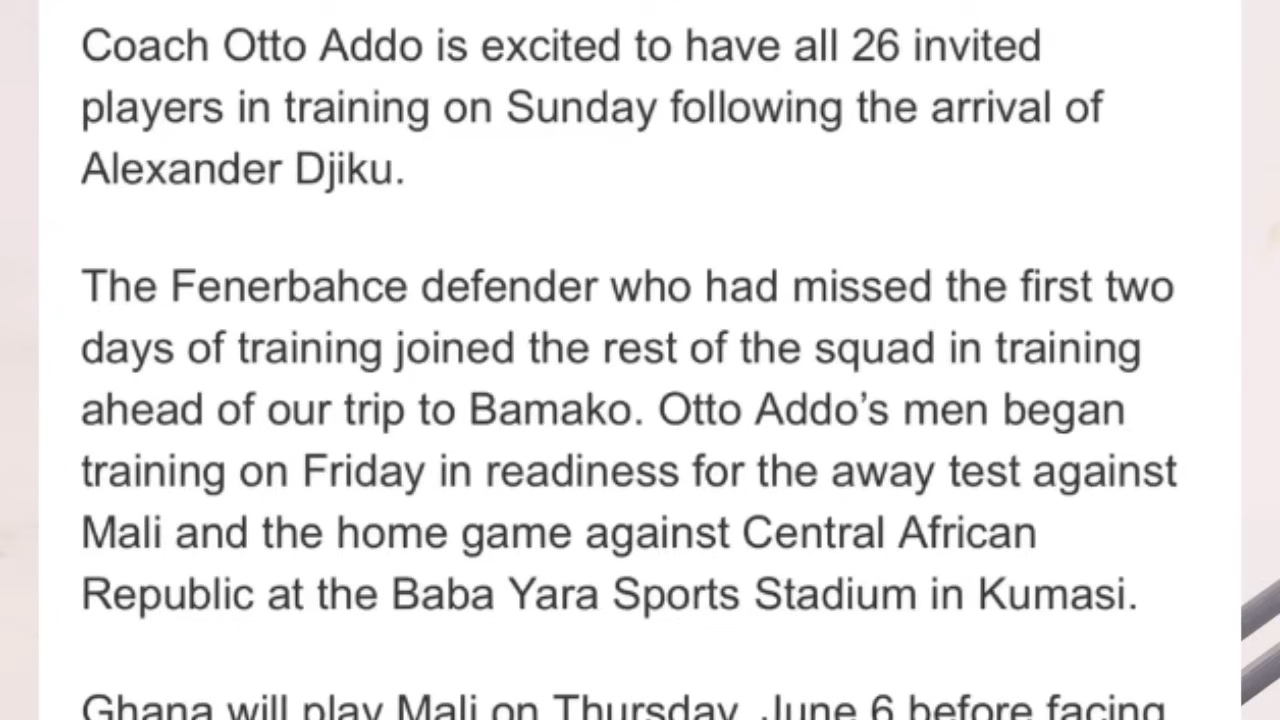 Coach Otto Addo is excited to have all 26 invited
players in training on Sunday following the arrival of
Alexander Djiku.
The Fenerbahce defender who had missed the first two
days of training joined the rest of the squad in training
ahead of our trip to Bamako. Otto Addo’s men began
training on Friday in readiness for the away test against
Mali and the home game against Central African
Republic at the Baba Yara Sports Stadium in Kumasi.
Ghana will play Mali on Thursday, June 6 before facing